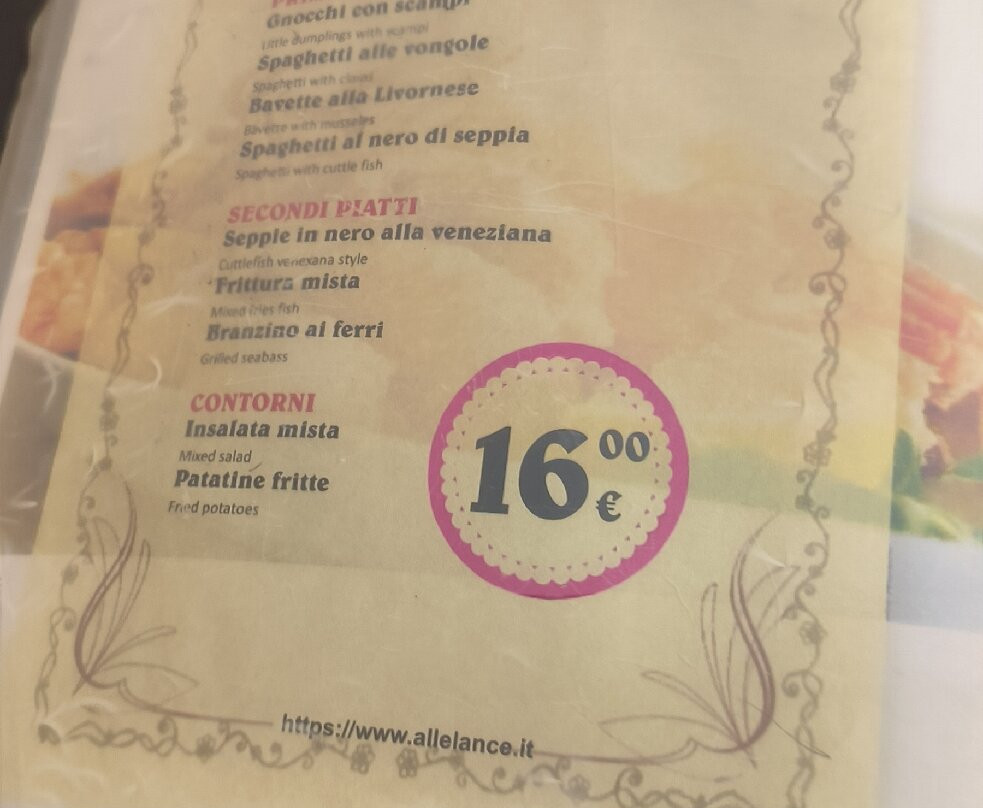 Gnocchi con scampi
Little dumplings with scampi
Spaghetti alle vongole
Spaghetti with clams
Bavette alla Livornese
Bavette with mussles
Spaghetti al nero di seppia
Spaghetti with cuttle fish
SECONDI PIATTI
Seppie in nero alla veneziana
Cuttlefish venexana style
Frittura mista
Mixed fries fish
Branzino ai ferri
Grilled seabass
CONTORNI
Insalata mista
Mixed salad
Patatine fritte
Fried potatoes
16 00 €
https://www.allelance.it